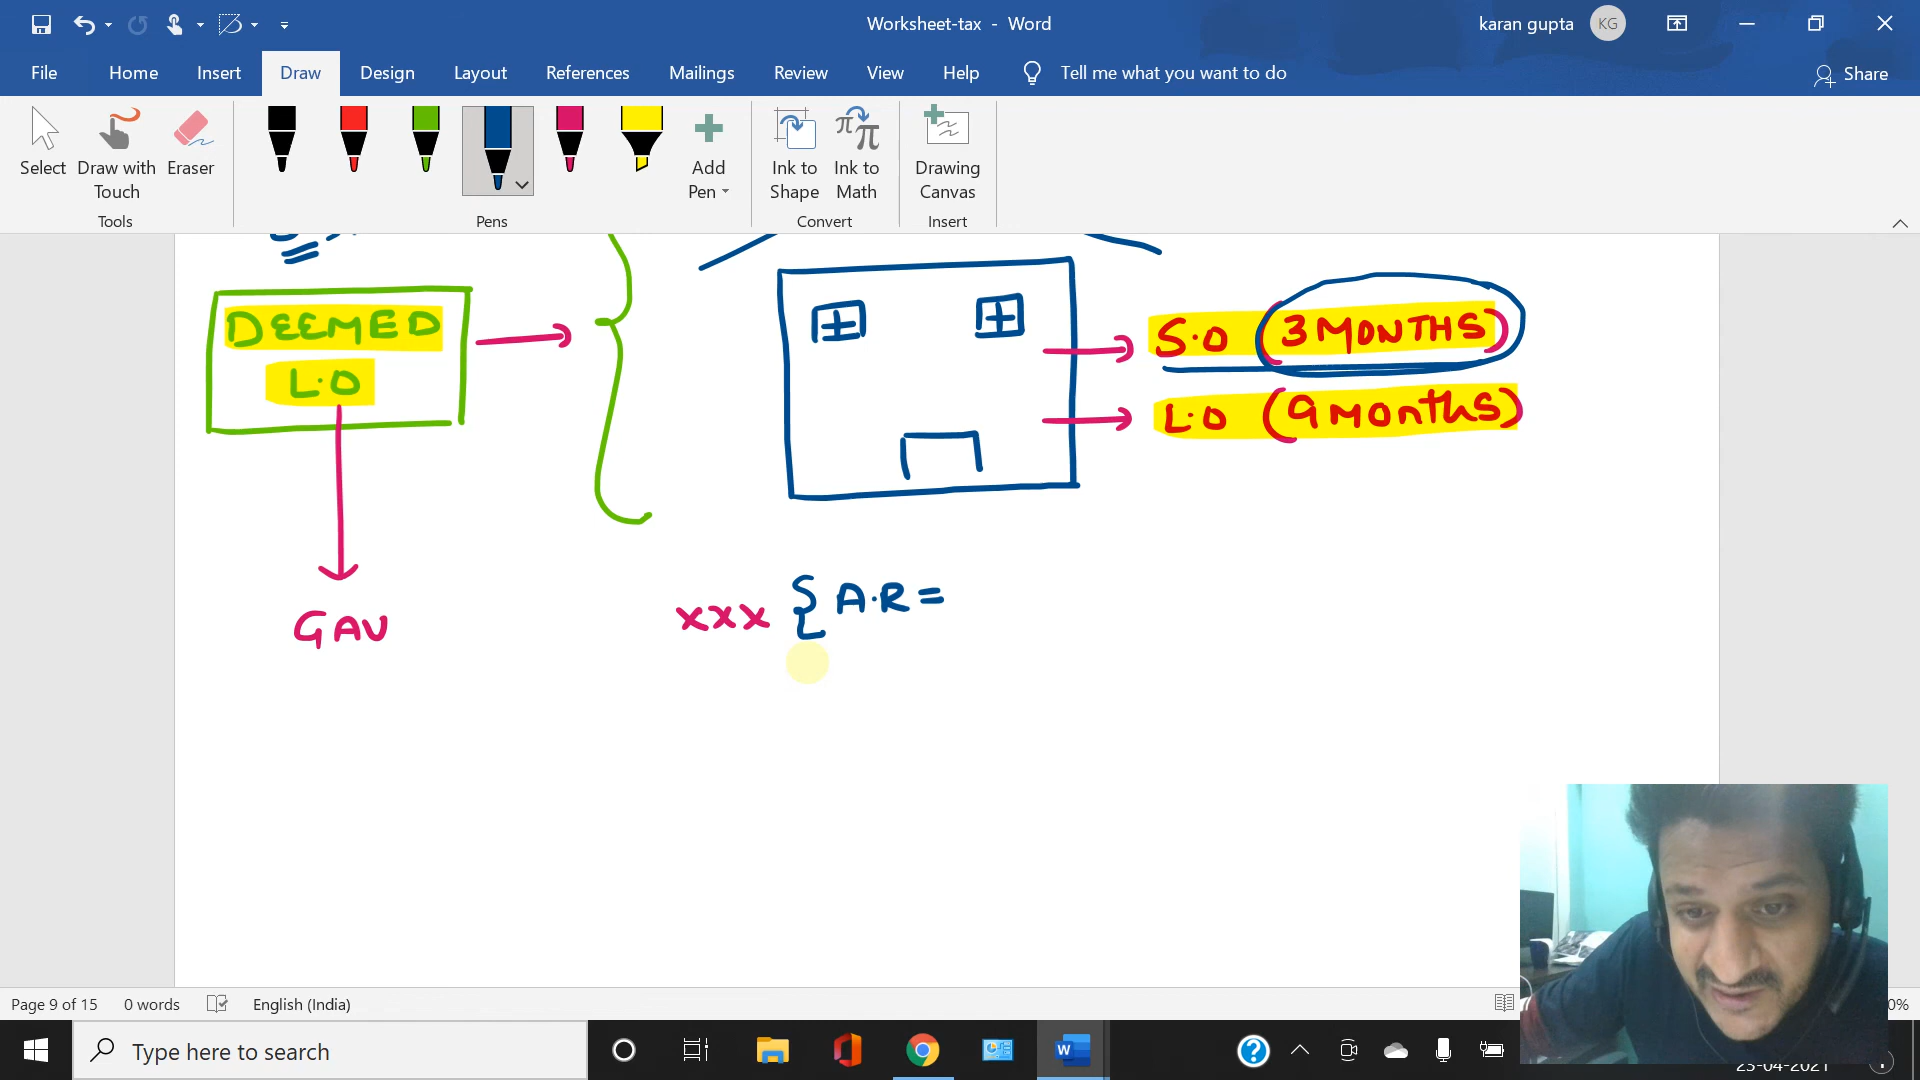 Worksheet-tax - Word
karan gupta
KG
File
Home
Insert
Draw
Design
Layout
References
Mailings
Review
View
Help
Tell me what you want to do
Share
Select
Draw with Touch
Eraser
Add Pen
Ink to Shape
Ink to Math
Drawing Canvas
Tools
Pens
Convert
Insert
DEEMED
L.O
S.O (3 MONTHS)
L.O (9 months)
GAV
xxx { A.R =
Page 9 of 15
0 words
English (India)
0%
Type here to search